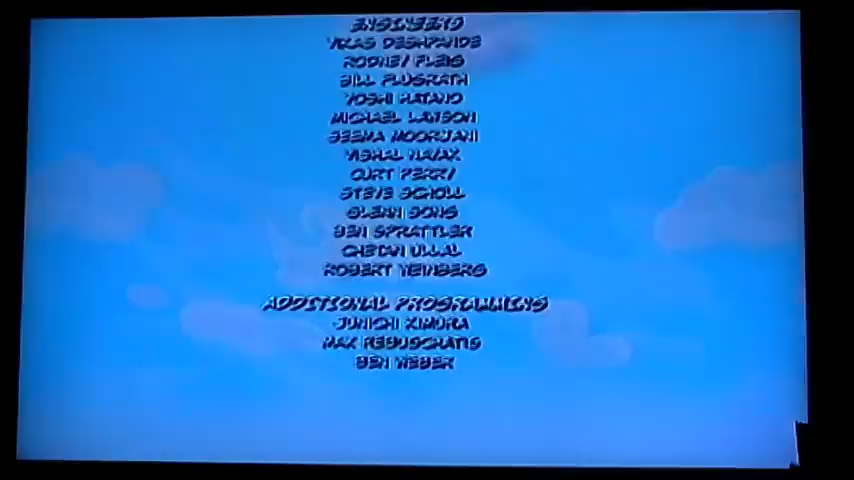 ENGINEERS
VIKAS DESHPANDE
RODNEY FLEIG
BILL FLUGRATH
YOSHI HATANO
MICHAEL LAWSON
SEEMA MOORJANI
VISHAL NAYAK
CURT PERRY
STEVE SCHOLL
GLENN SONG
BEN SPRATTLER
CHETAN ULLAL
ROBERT WEINBERG
ADDITIONAL PROGRAMMING
JUNICHI KIMURA
MAX REBUSCHATIS
BEN WEBER